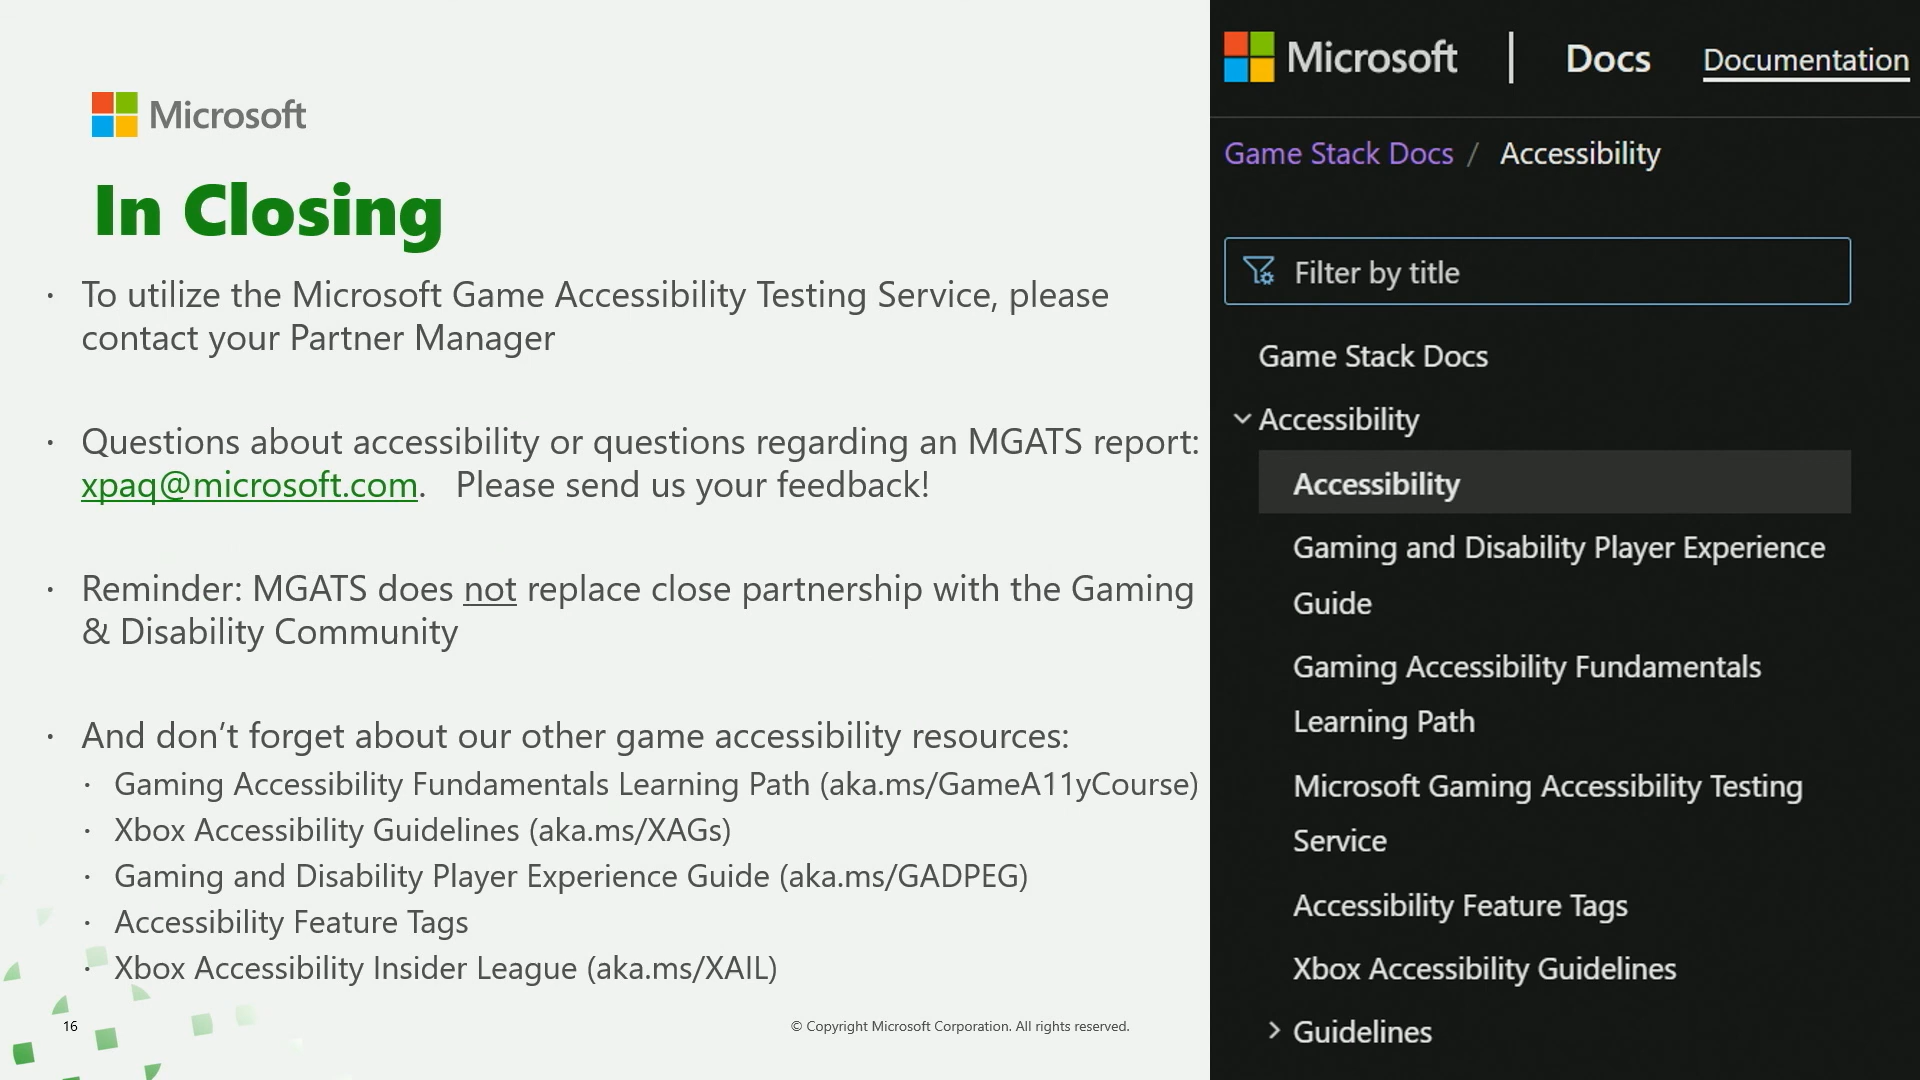 Microsoft
In Closing
· To utilize the Microsoft Game Accessibility Testing Service, please
contact your Partner Manager
· Questions about accessibility or questions regarding an MGATS report:
xpaq@microsoft.com. Please send us your feedback!
· Reminder: MGATS does not replace close partnership with the Gaming
& Disability Community
· And don’t forget about our other game accessibility resources:
· Gaming Accessibility Fundamentals Learning Path (aka.ms/GameA11yCourse)
· Xbox Accessibility Guidelines (aka.ms/XAGs)
· Gaming and Disability Player Experience Guide (aka.ms/GADPEG)
· Accessibility Feature Tags
· Xbox Accessibility Insider League (aka.ms/XAIL)
16
© Copyright Microsoft Corporation. All rights reserved.
Microsoft | Docs Documentation
Game Stack Docs / Accessibility
Filter by title
Game Stack Docs
Accessibility
Accessibility
Gaming and Disability Player Experience
Guide
Gaming Accessibility Fundamentals
Learning Path
Microsoft Gaming Accessibility Testing
Service
Accessibility Feature Tags
Xbox Accessibility Guidelines
Guidelines